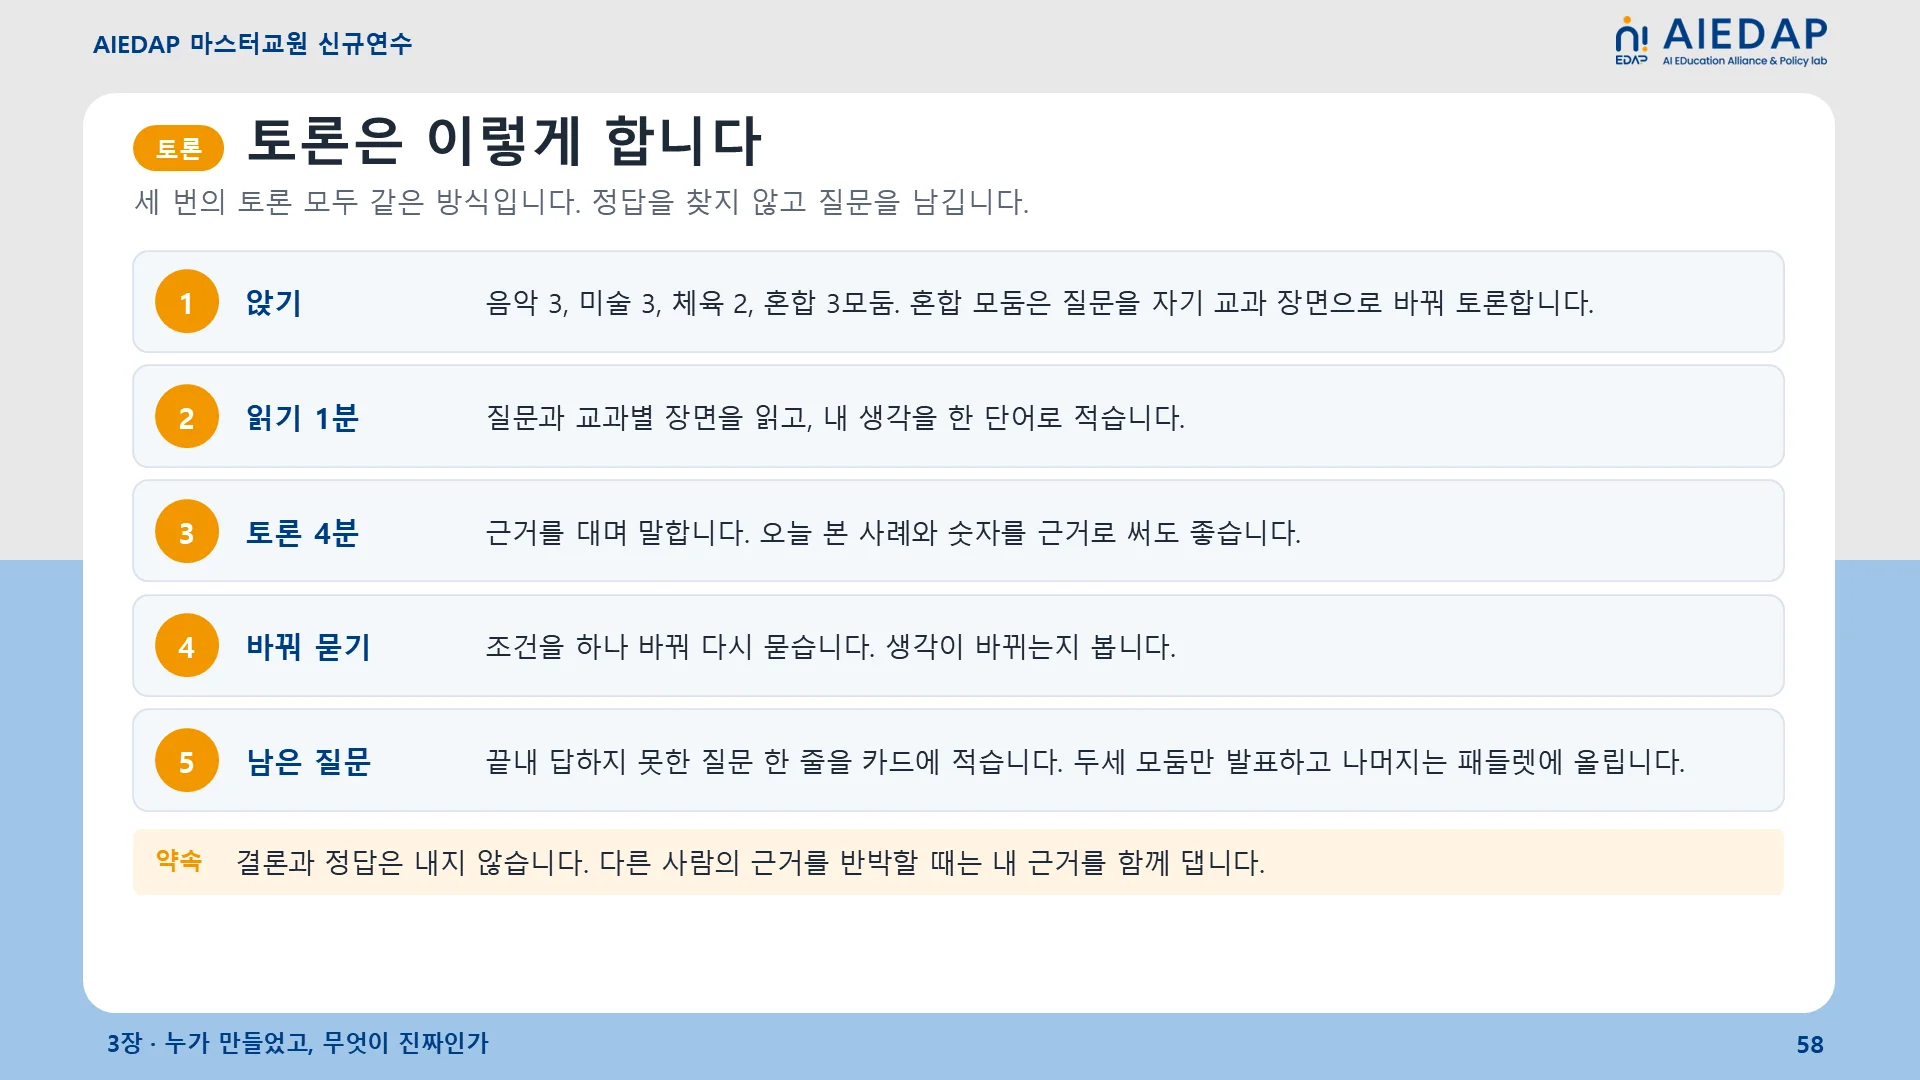 AIEDAP 마스터교원 신규연수
AIEDAP
EDAP
AI EDucation Alliance & Policy lab
토론
토론은 이렇게 합니다
세 번의 토론 모두 같은 방식입니다. 정답을 찾지 않고 질문을 남깁니다.
1 앉기 음악 3, 미술 3, 체육 2, 혼합 3모둠. 혼합 모둠은 질문을 자기 교과 장면으로 바꿔 토론합니다.
2 읽기 1분 질문과 교과별 장면을 읽고, 내 생각을 한 단어로 적습니다.
3 토론 4분 근거를 대며 말합니다. 오늘 본 사례와 숫자를 근거로 써도 좋습니다.
4 바꿔 묻기 조건을 하나 바꿔 다시 묻습니다. 생각이 바뀌는지 봅니다.
5 남은 질문 끝내 답하지 못한 질문 한 줄을 카드에 적습니다. 두세 모둠만 발표하고 나머지는 패들렛에 올립니다.
약속 결론과 정답은 내지 않습니다. 다른 사람의 근거를 반박할 때는 내 근거를 함께 댑니다.
3장 · 누가 만들었고, 무엇이 진짜인가
58